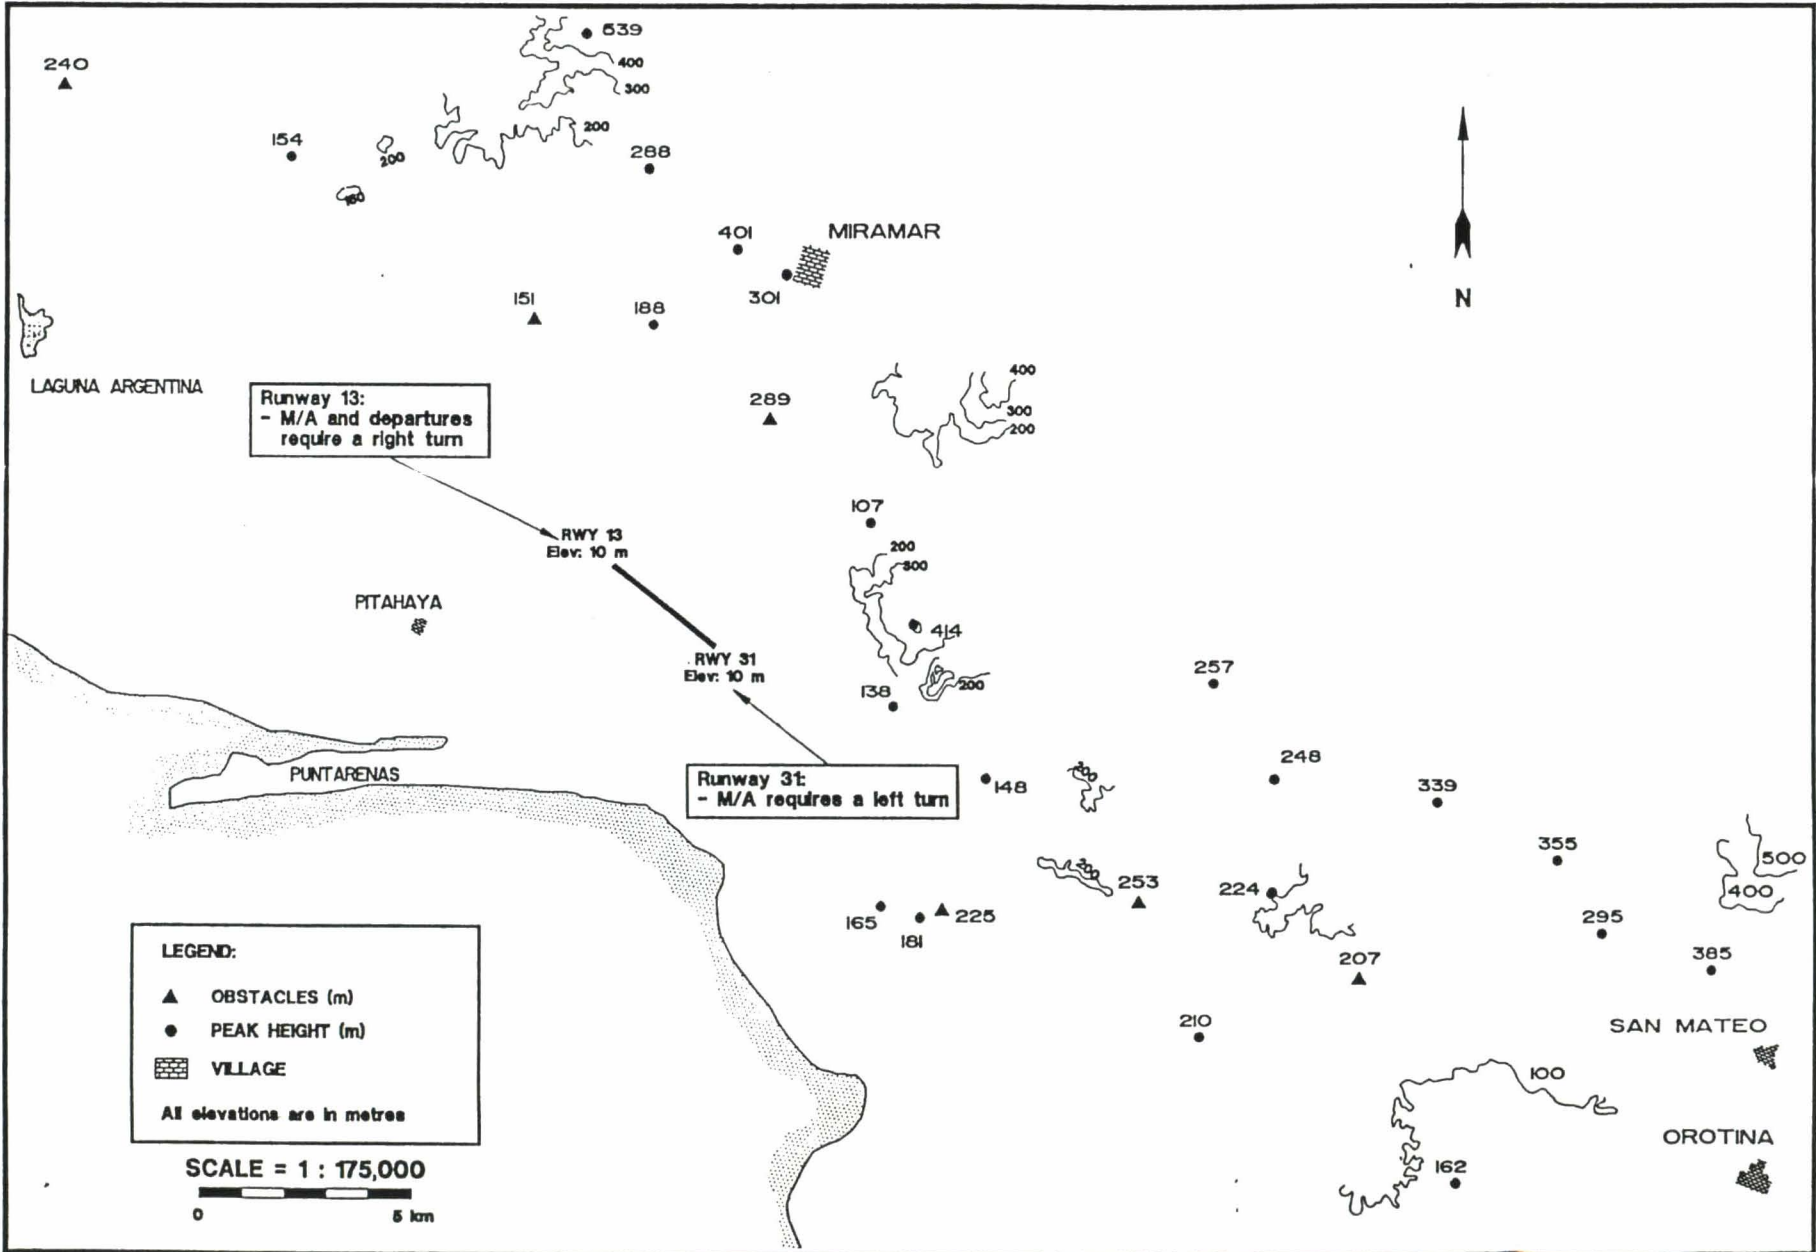 639
400
300
240
200
154
200
288
150
401
MIRAMAR
301
N
151
188
LAGUNA ARGENTINA
Runway 13:
- M/A and departures
require a right turn
289
400
300
200
107
RWY 13
Elev: 10 m
200
300
PITAHAYA
414
RWY 31
Elev: 10 m
257
200
138
PUNTARENAS
Runway 31:
- M/A requires a left turn
148
200
248
339
355
500
400
200
253
224
165
181
225
295
385
207
LEGEND:
OBSTACLES (m)
PEAK HEIGHT (m)
VILLAGE
All elevations are in metres
210
SAN MATEO
100
OROTINA
162
SCALE = 1 : 175,000
0
5 km